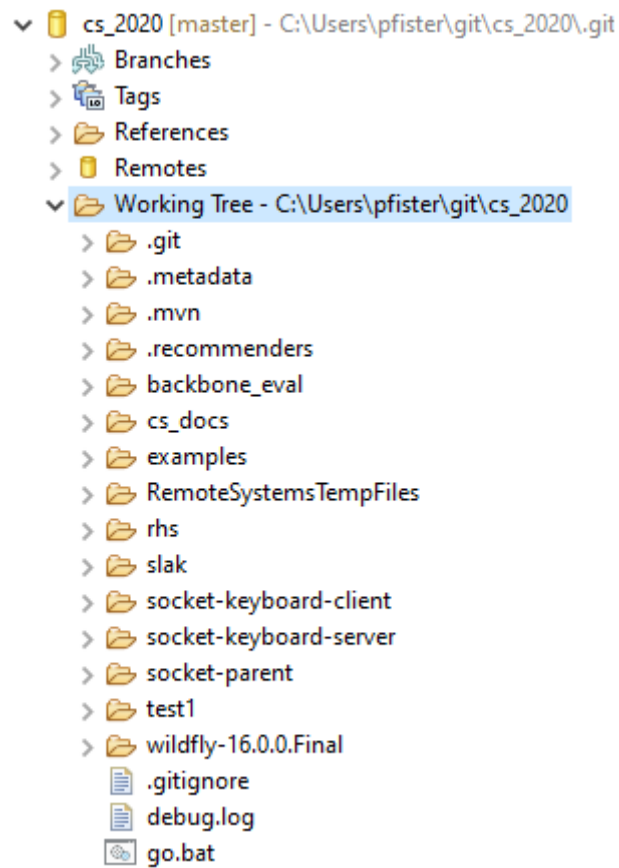 cs_2020 [master] - C:\Users\pfister\git\cs_2020\.git
Branches
Tags
References
Remotes
Working Tree - C:\Users\pfister\git\cs_2020
.git
.metadata
.mvn
.recommenders
backbone_eval
cs_docs
examples
RemoteSystemsTempFiles
rhs
slak
socket-keyboard-client
socket-keyboard-server
socket-parent
test1
wildfly-16.0.0.Final
.gitignore
debug.log
go.bat